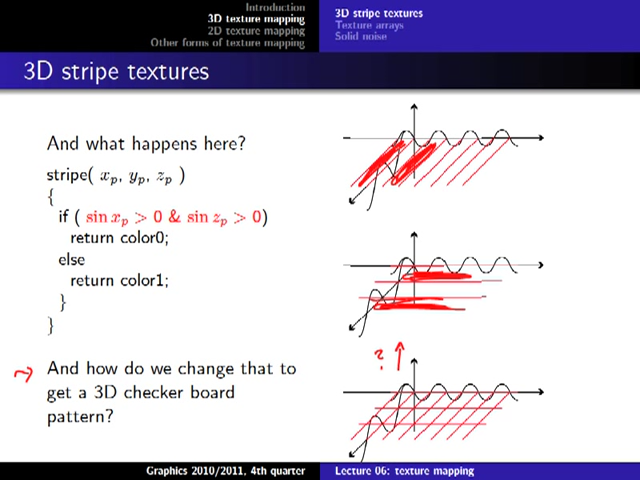 Introduction
3D texture mapping
2D texture mapping
Other forms of texture mapping
3D stripe textures
Texture arrays
Solid noise
3D stripe textures
And what happens here?
stripe( xₚ, yₚ, zₚ )
{
if ( sin xₚ > 0 & sin zₚ > 0)
return color0;
else
return color1;
}
}
?
And how do we change that to
get a 3D checker board
pattern?
Graphics 2010/2011, 4th quarter
Lecture 06: texture mapping